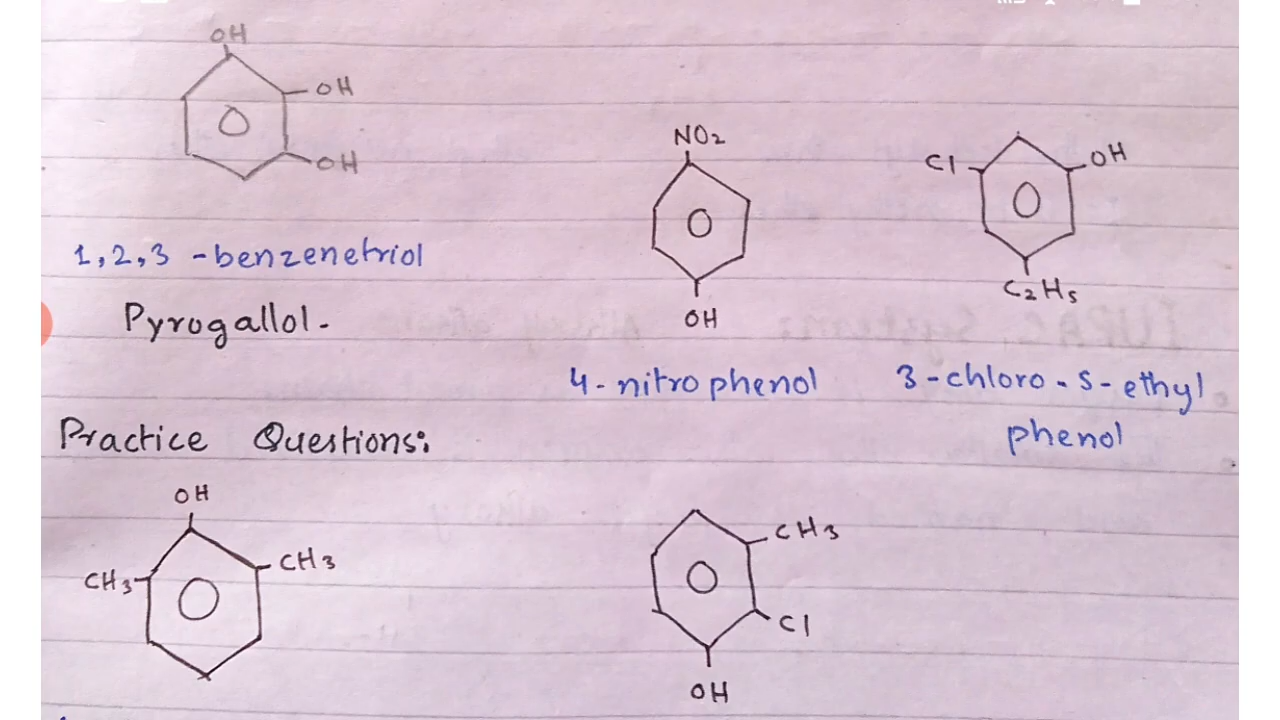 OH
OH
OH
1,2,3 -benzenetriol
Pyrogallol.
NO₂
OH
4-nitrophenol
Cl
OH
C₂H₅
3-chloro-5-ethyl
phenol
Practice Questions:
OH
CH₃
CH₃
CH₃
Cl
OH